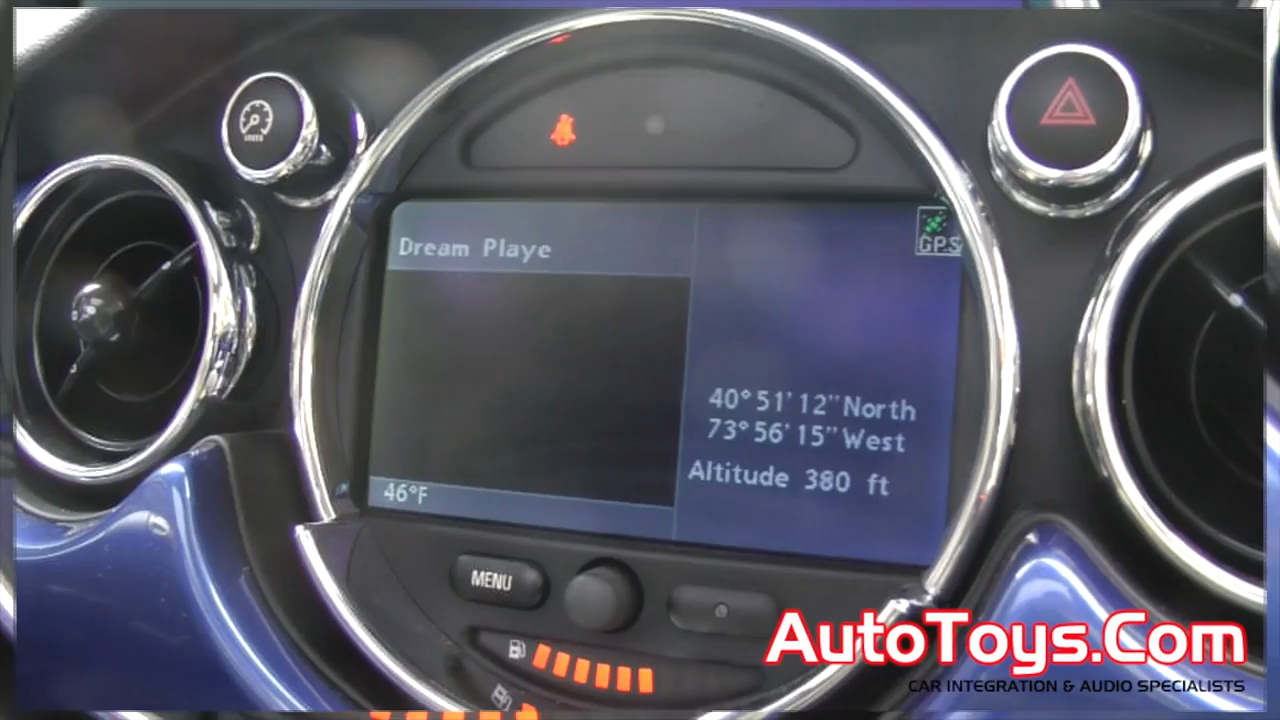 Dream Playe
GPS
40°51'12"North
73°56'15"West
Altitude 380 ft
46°F
MENU
AutoToys.Com
CAR INTEGRATION & AUDIO SPECIALISTS